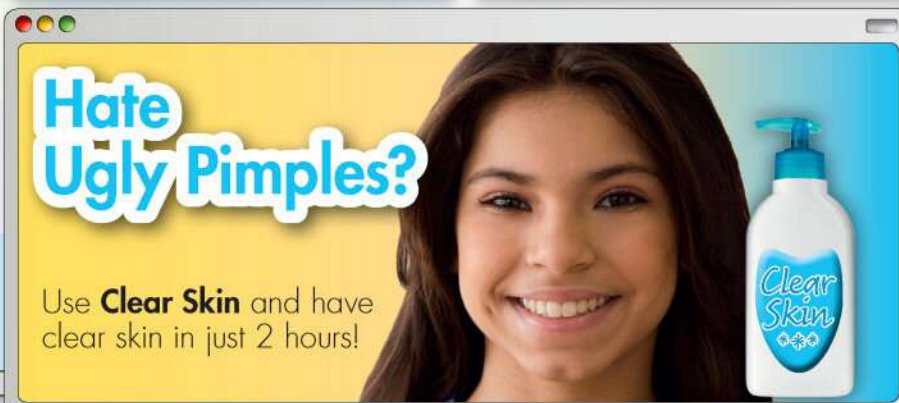 Hate
Ugly Pimples?
Use Clear Skin and have
clear skin in just 2 hours!
Clear
Skin